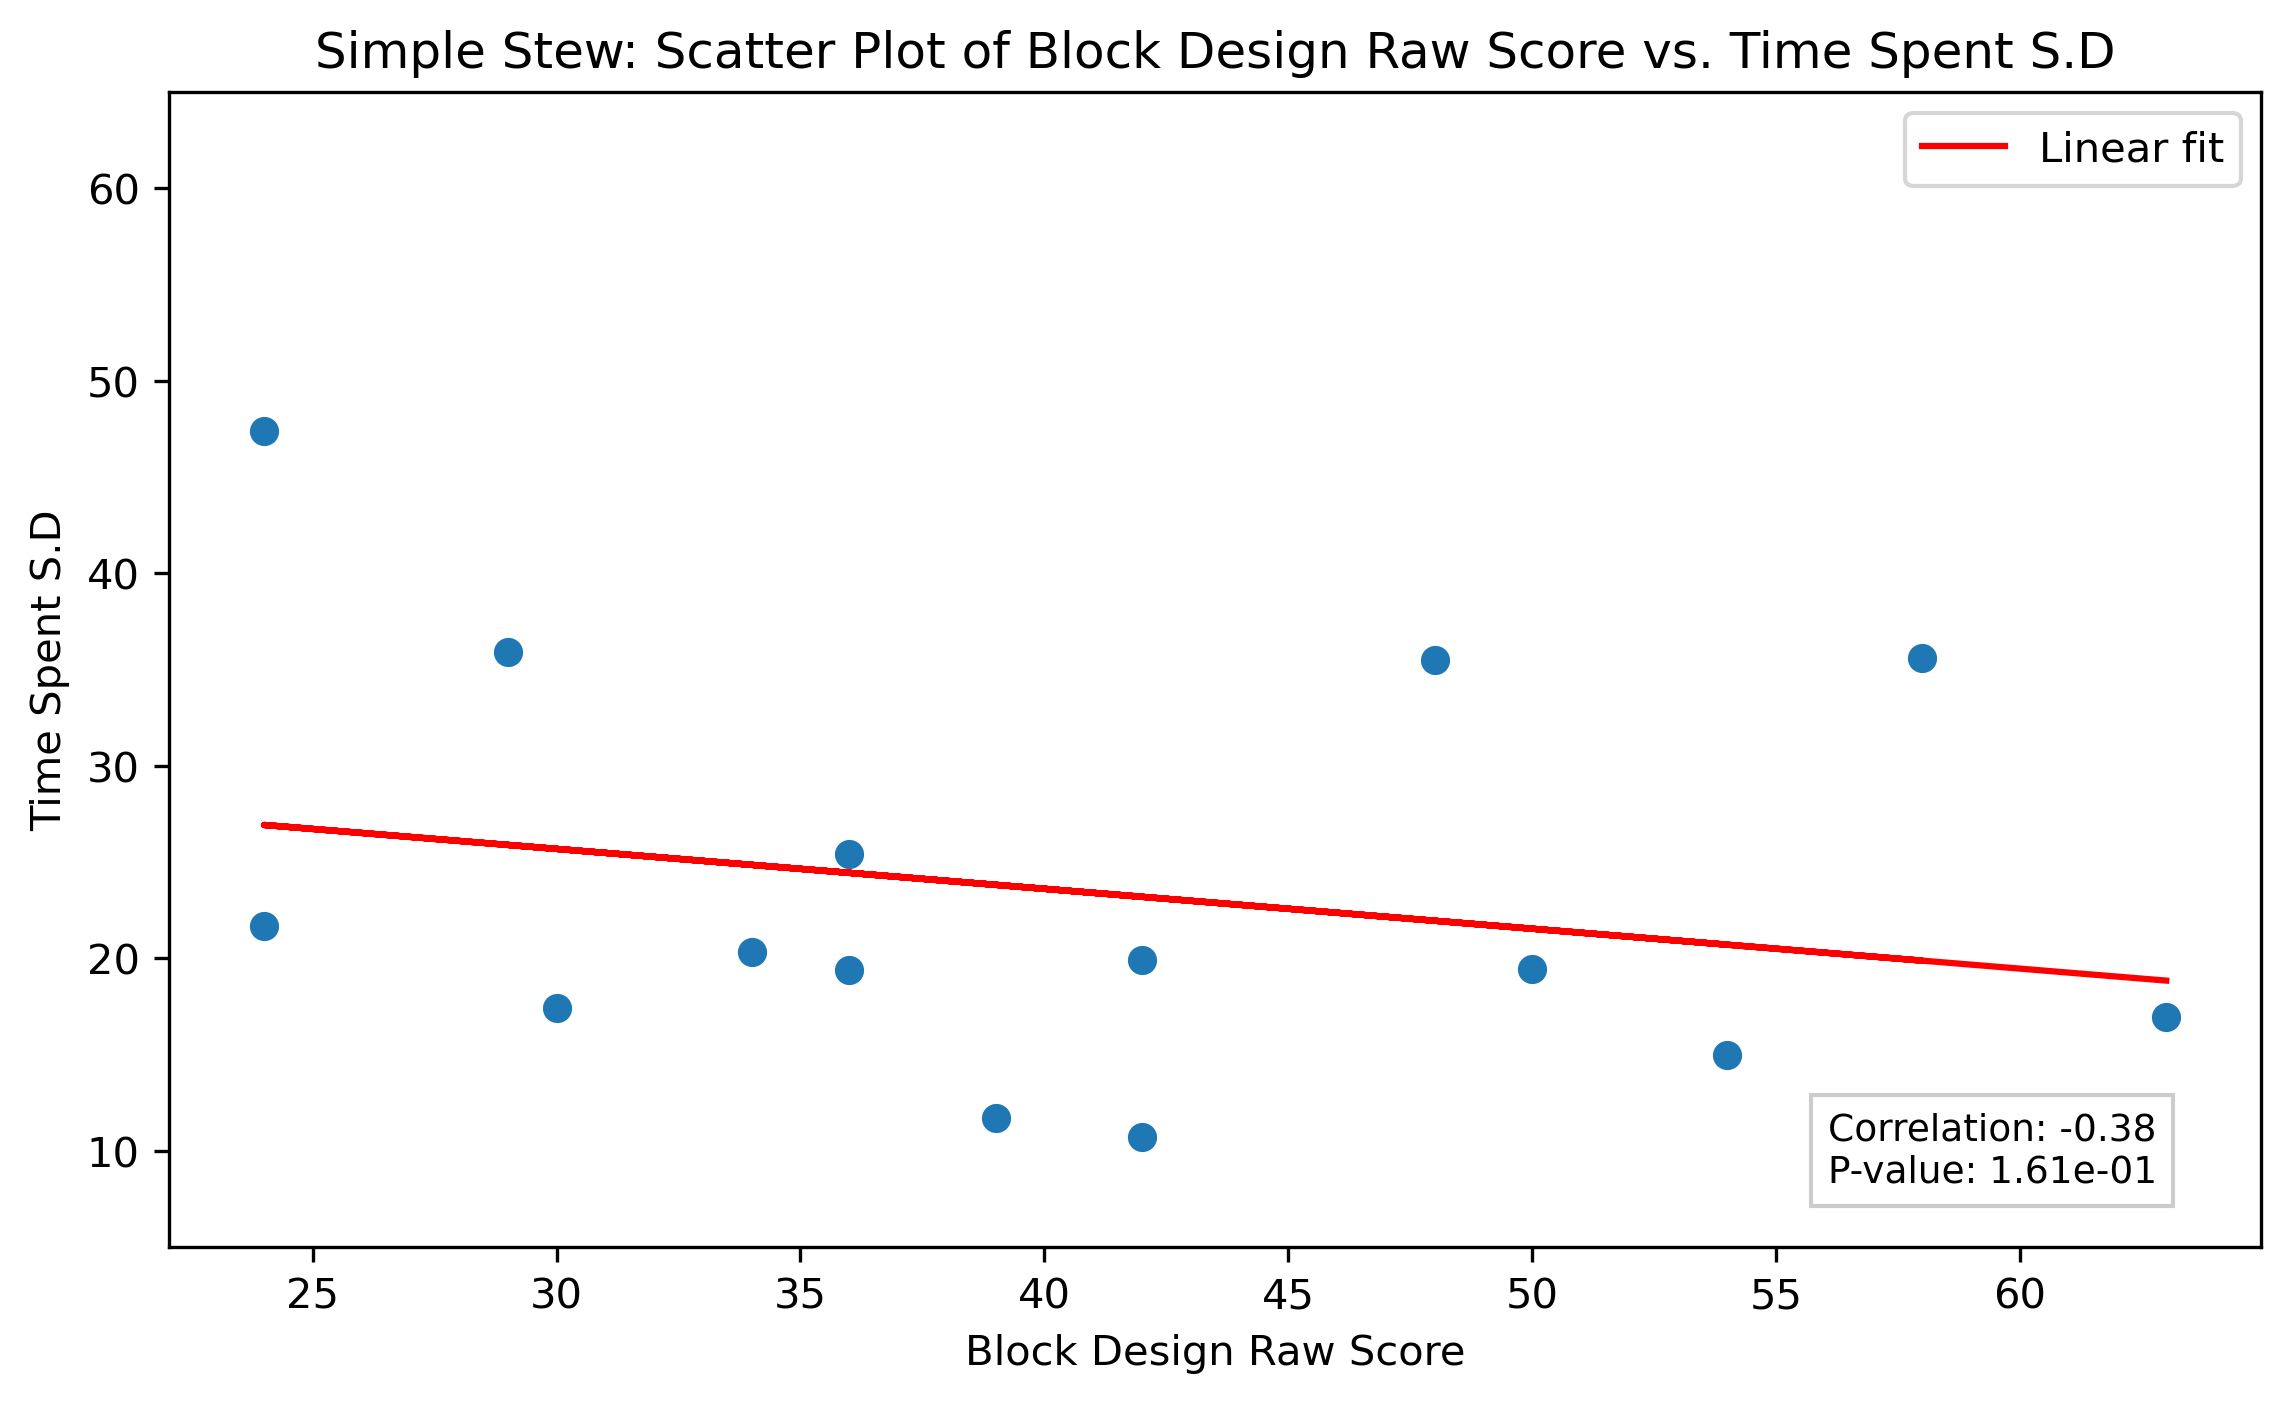 Simple Stew: Scatter Plot of Block Design Raw Score vs. Time Spent S.D
Linear fit
60
50
40
30
20
10
Time Spent S.D
Correlation: -0.38
P-value: 1.61e-01
25 30 35 40 45 50 55 60
Block Design Raw Score